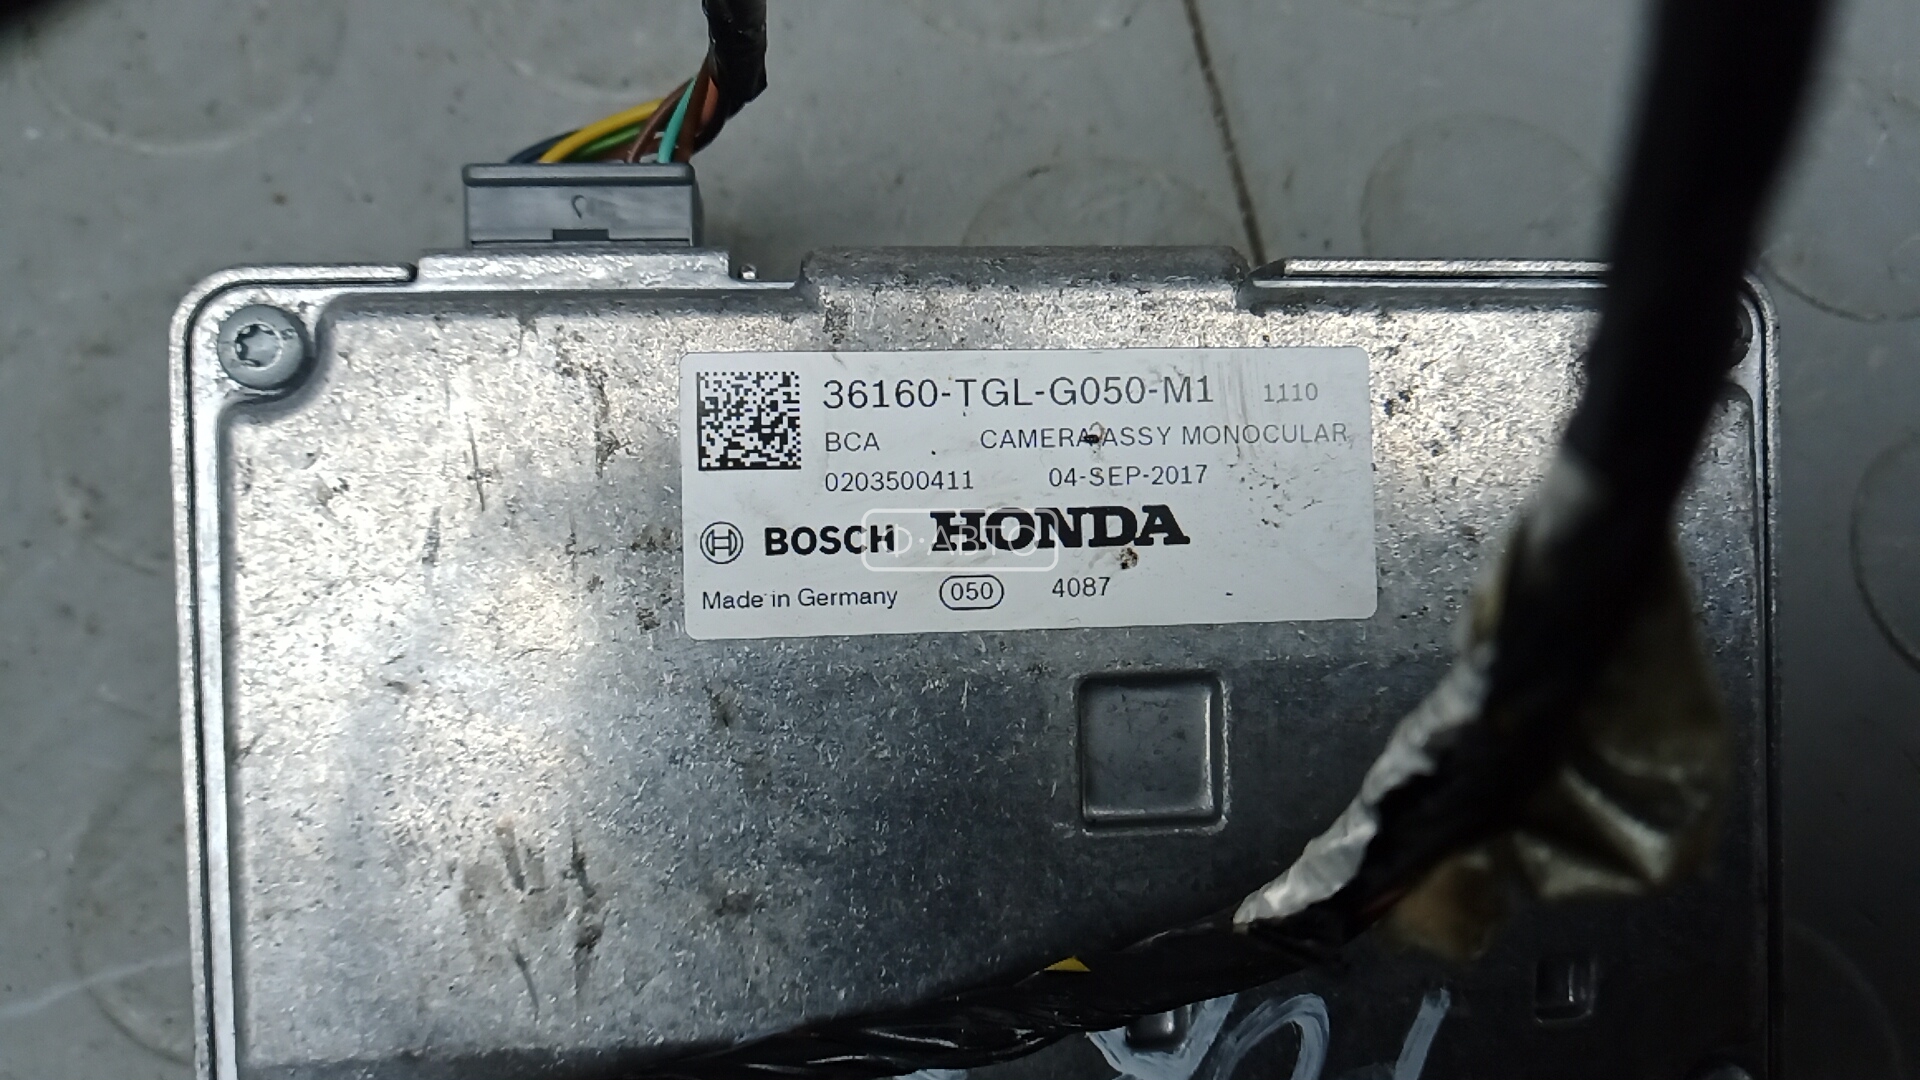 36160-TGL-G050-M1 1110
BCA CAMERA ASSY MONOCULAR
0203500411 04-SEP-2017
BOSCH HONDA
Ф·АВТО
Made in Germany 050 4087